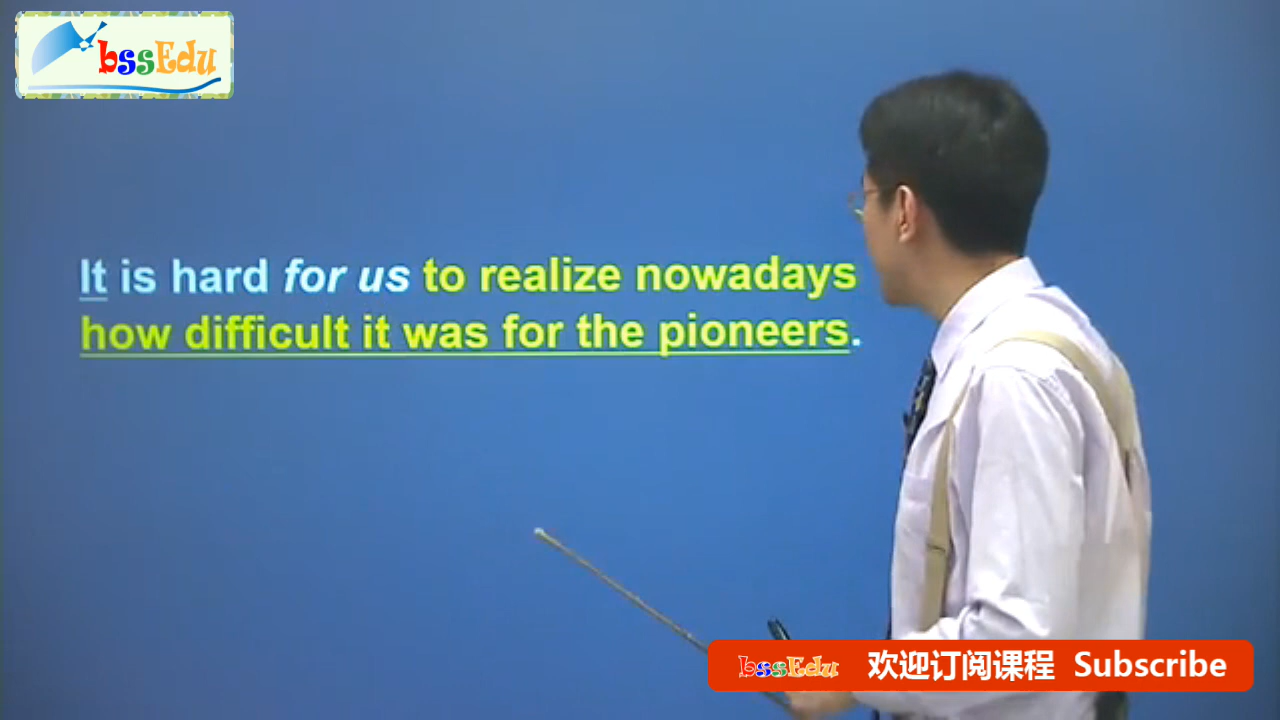 bssEdu
It is hard for us to realize nowadays
how difficult it was for the pioneers.
bssEdu 欢迎订阅课程 Subscribe